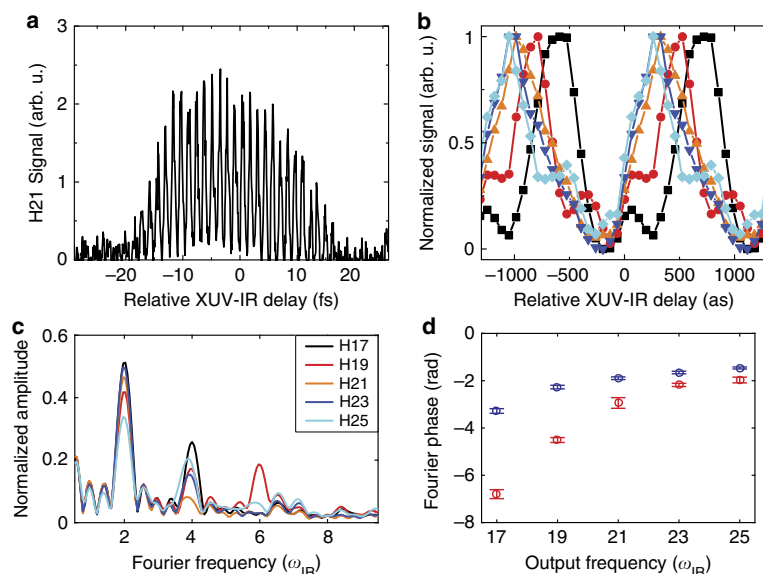 a
H21 Signal (arb. u.)
3
2
1
0
−20
−10
0
10
20
Relative XUV-IR delay (fs)
b
Normalized signal (arb. u.)
1
0.5
0
−1000
−500
0
500
1000
Relative XUV-IR delay (as)
c
Normalized amplitude
0.6
0.4
0.2
0
2
4
6
8
Fourier frequency (ωIR)
H17
H19
H21
H23
H25
d
Fourier phase (rad)
0
−2
−4
−6
−8
17
19
21
23
25
Output frequency (ωIR)